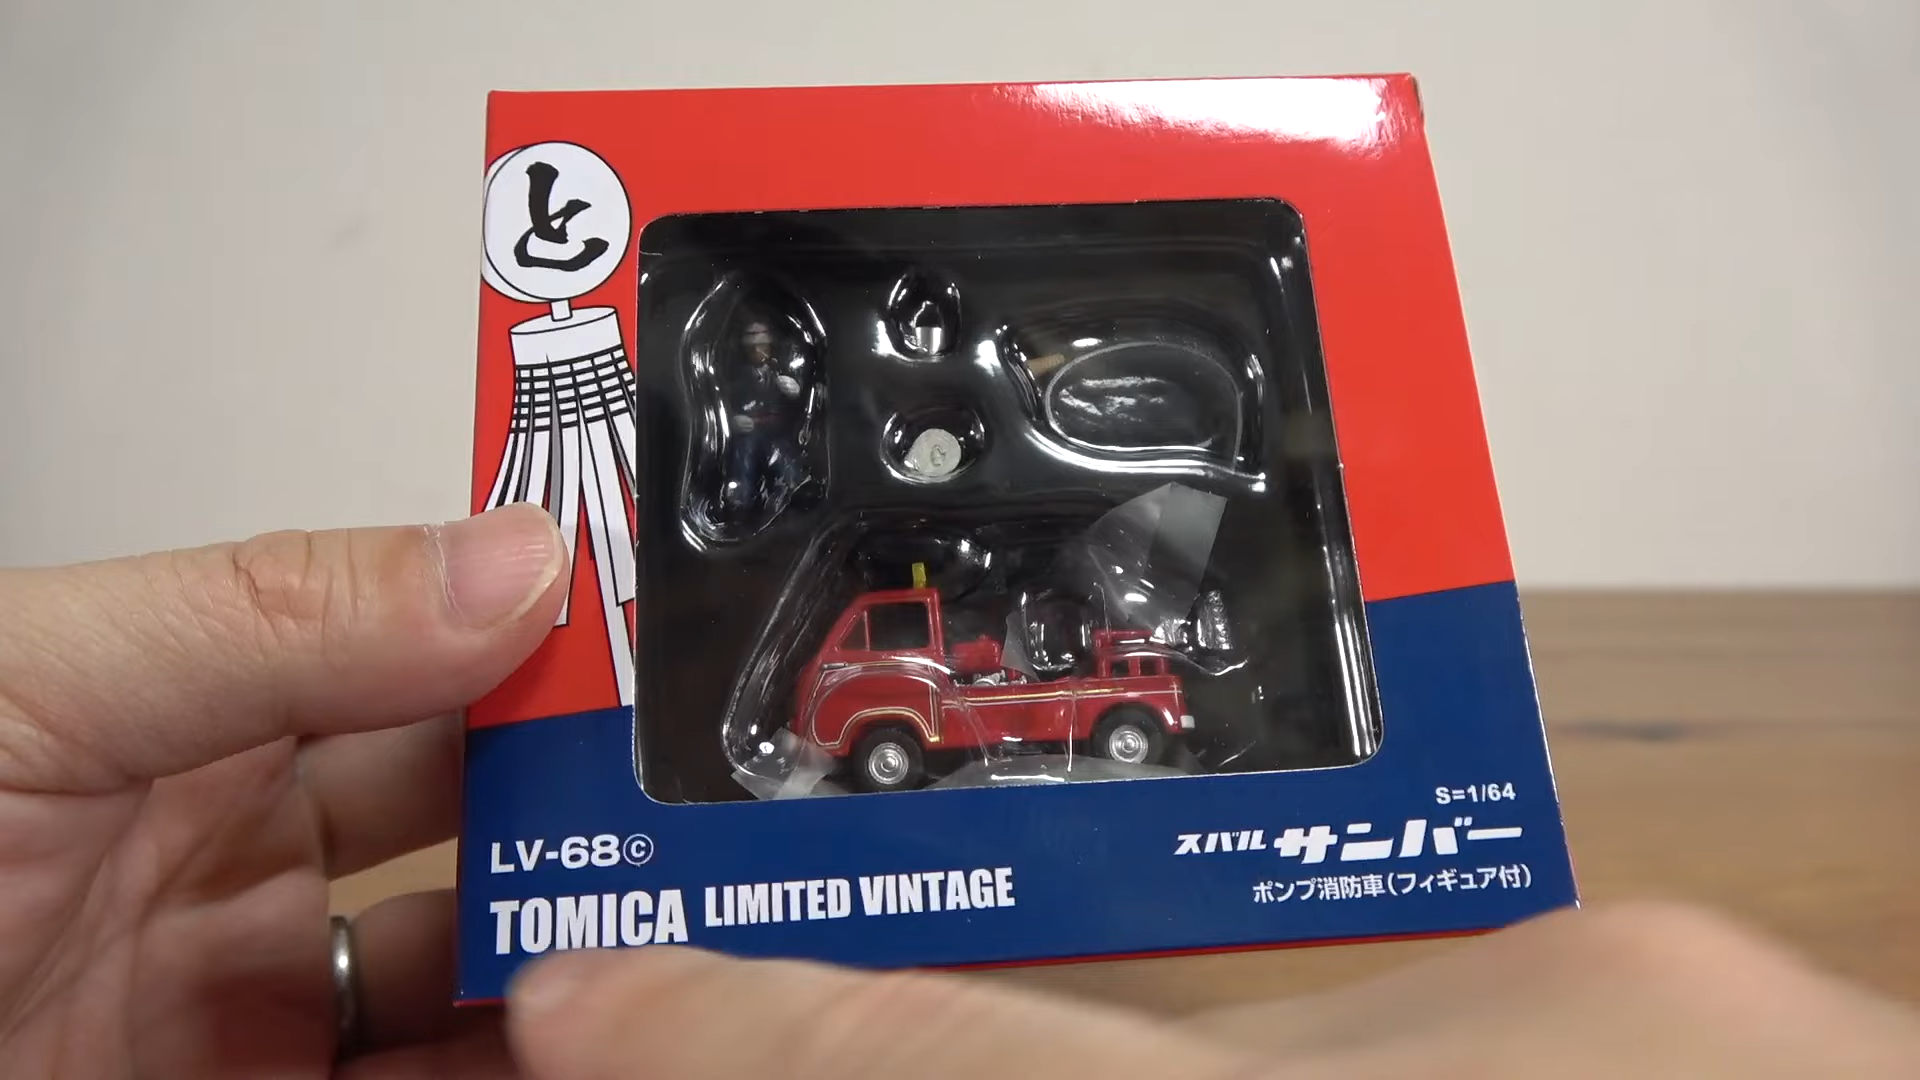 と
LV-68ⓒ
TOMICA LIMITED VINTAGE
S=1/64
スバル サンバー
ポンプ消防車(フィギュア付)